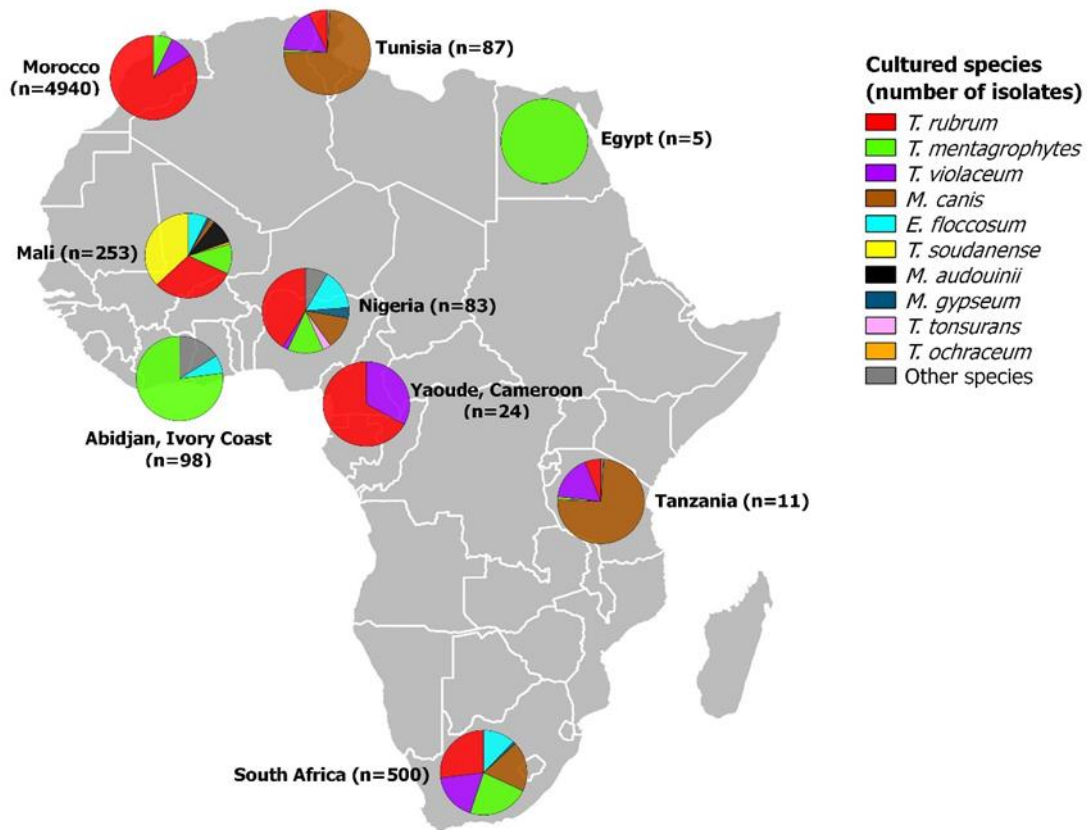 Tunisia (n=87)
Morocco
(n=4940)
Egypt (n=5)
Mali (n=253)
Nigeria (n=83)
Yaoude, Cameroon
(n=24)
Abidjan, Ivory Coast
(n=98)
Tanzania (n=11)
South Africa (n=500)
Cultured species
(number of isolates)
T. rubrum
T. mentagrophytes
T. violaceum
M. canis
E. floccosum
T. soudanense
M. audouinii
M. gypseum
T. tonsurans
T. ochraceum
Other species